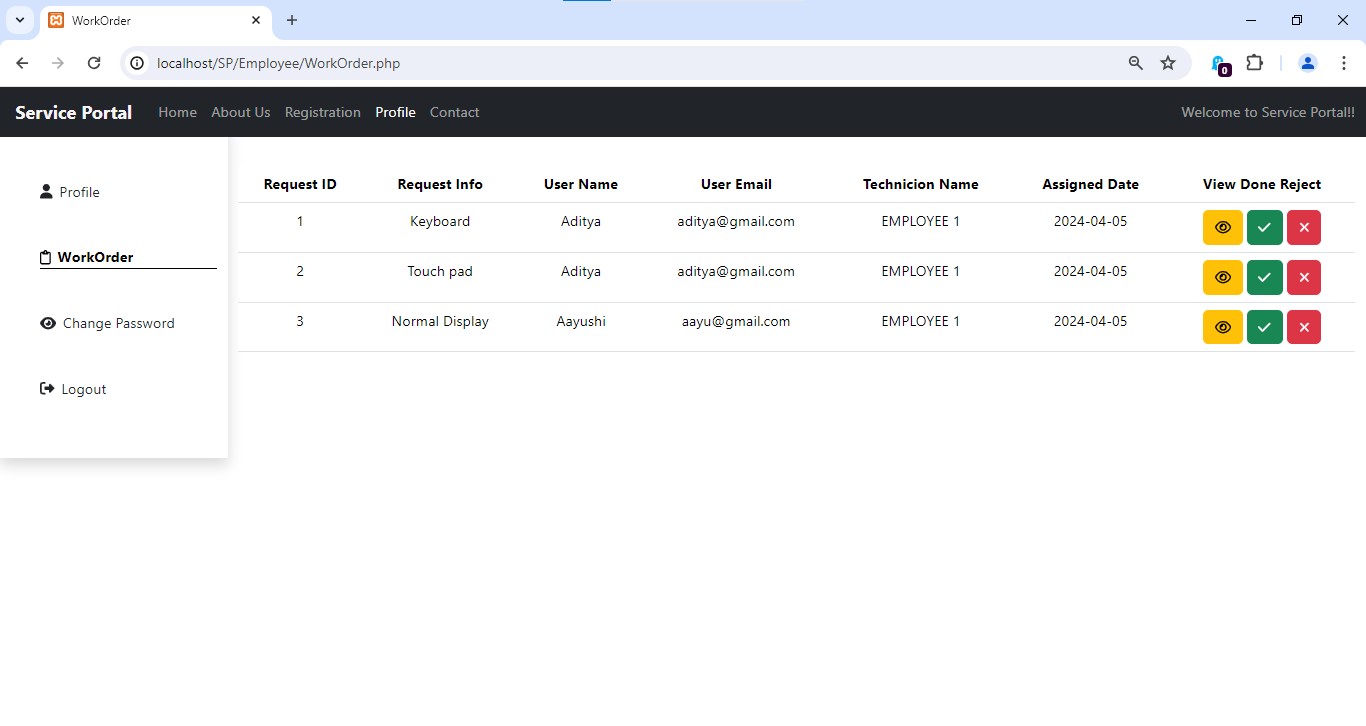 WorkOrder
localhost/SP/Employee/WorkOrder.php
0
Service Portal Home About Us Registration Profile Contact Welcome to Service Portal!!
Profile
WorkOrder
Change Password
Logout
Request ID Request Info User Name User Email Technicion Name Assigned Date View Done Reject
1 Keyboard Aditya aditya@gmail.com EMPLOYEE 1 2024-04-05
2 Touch pad Aditya aditya@gmail.com EMPLOYEE 1 2024-04-05
3 Normal Display Aayushi aayu@gmail.com EMPLOYEE 1 2024-04-05